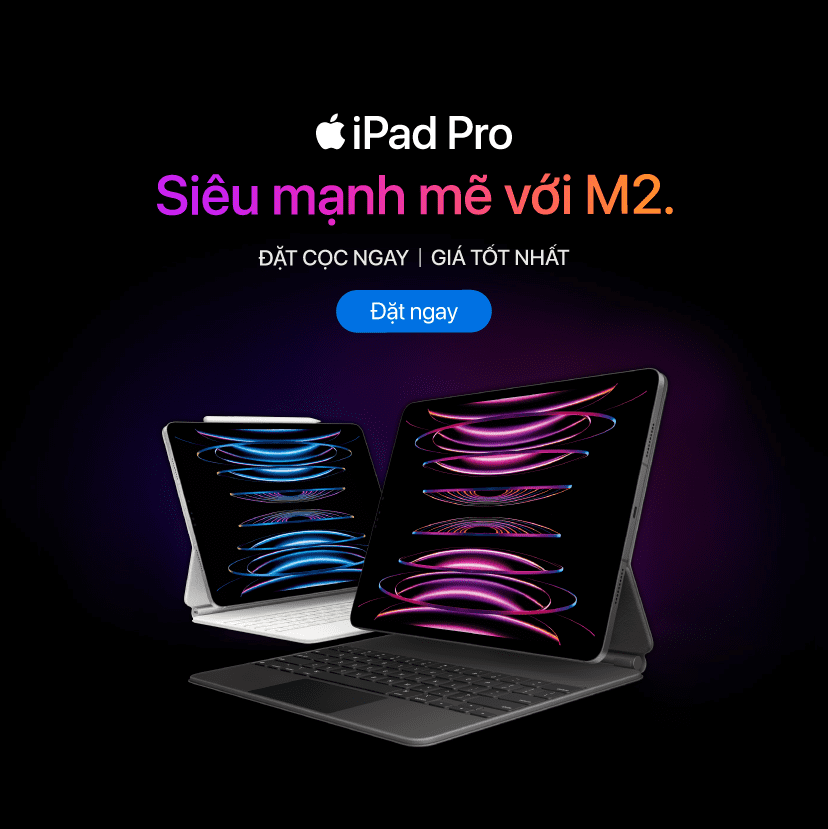 iPad Pro
Siêu mạnh mẽ với M2.
ĐẶT CỌC NGAY | GIÁ TỐT NHẤT
Đặt ngay